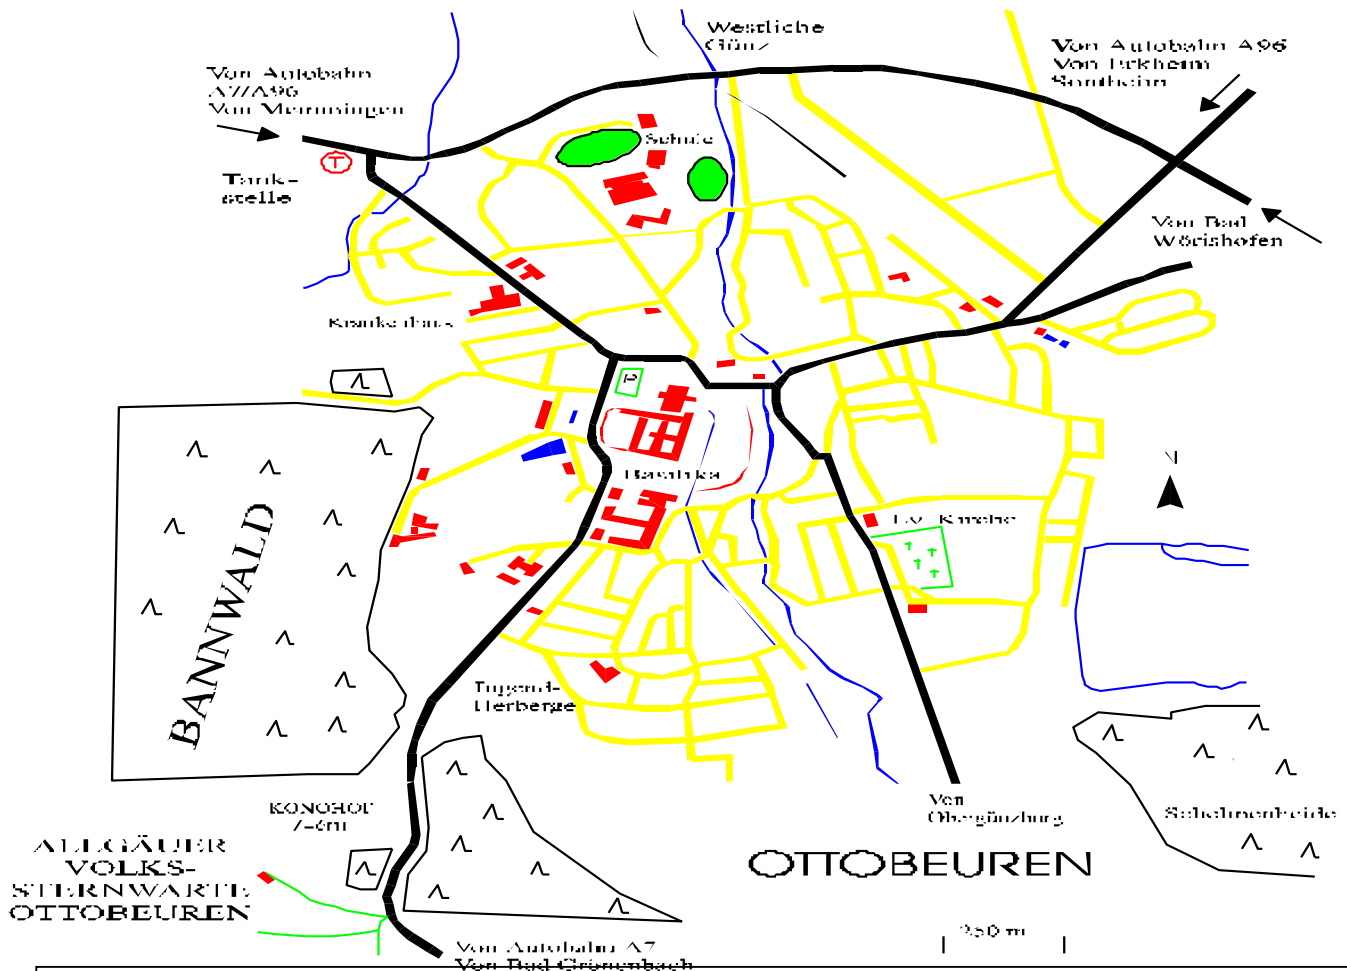 Westliche
Günz
Von Autobahn A96
Von Erkheim
Sontheim
Von Autobahn
A7/A96
Von Memmingen
Schule
T
Tank-
stelle
Von Bad
Wörishofen
Krankenhaus
Basilika
N
Ev. Kirche
BANNWALD
Jugend-
Herberge
KONOHOF
Von
Obergünzburg
Schelmenheide
ALLGÄUER
VOLKS-
STERNWARTE
OTTOBEUREN
OTTOBEUREN
250 m
Von Autobahn A7
Von Bad Grönenbach